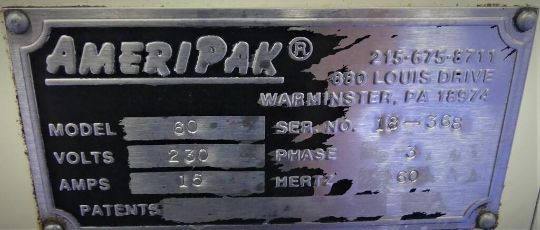 AMERIPAK®
215-675-8711
880 LOUIS DRIVE
WARMINSTER, PA 18974
MODEL 60 SER. NO. 18-368
VOLTS 230 PHASE 3
AMPS 15 HERTZ 60
PATENTS